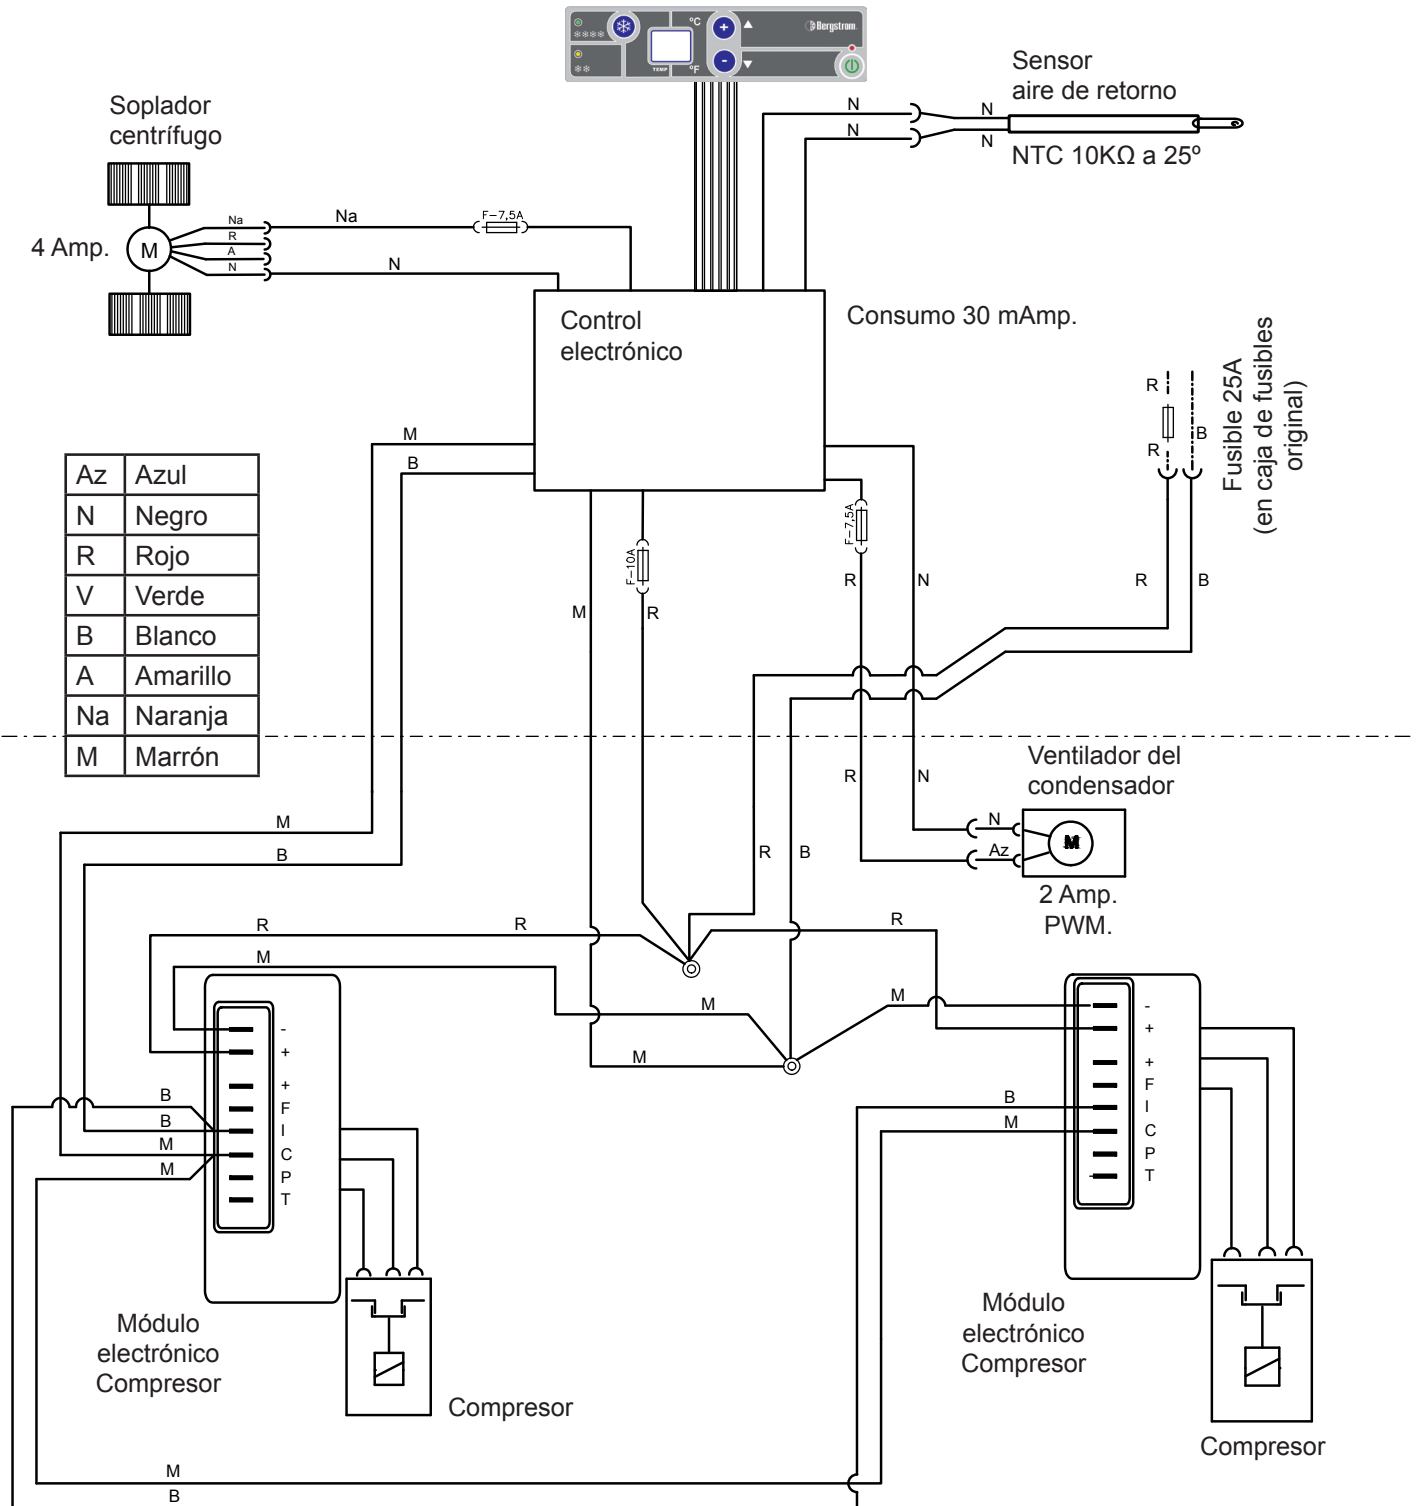 °C
Bergstrom
TEMP
°F
+
-
Sensor
aire de retorno
N
N
N
N
NTC 10KΩ a 25º
Soplador
centrífugo
4 Amp.
M
Na
R
A
N
Na
N
F-7,5A
Control
electrónico
Consumo 30 mAmp.
Fusible 25A
(en caja de fusibles
original)
R
R
B
R
B
M
B
Az Azul
N Negro
R Rojo
V Verde
B Blanco
A Amarillo
Na Naranja
M Marrón
F-10A
F-7,5A
M
R
R
N
R
N
Ventilador del
condensador
N
Az
M
2 Amp.
PWM.
M
B
R
B
R
R
R
M
M
M
M
-
+
+
F
I
C
P
T
B
B
M
M
-
+
+
F
I
C
P
T
B
M
Módulo
electrónico
Compresor
Compresor
Módulo
electrónico
Compresor
Compresor
M
B